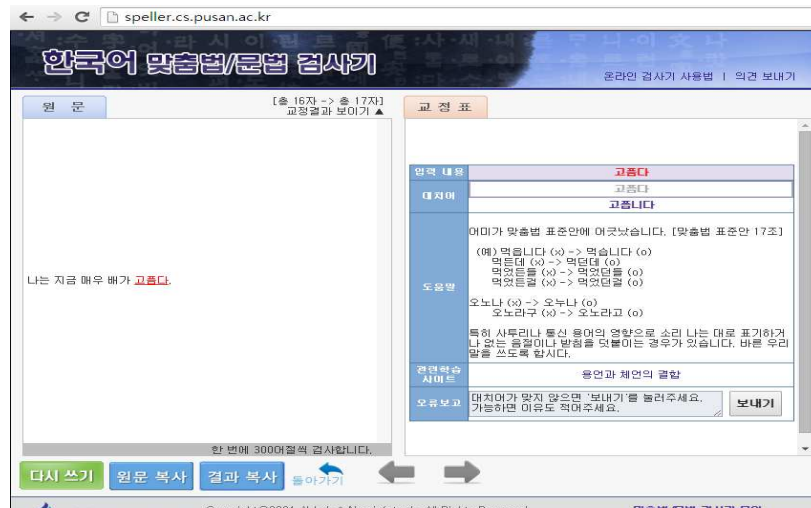 speller.cs.pusan.ac.kr
한국어 맞춤법/문법 검사기
온라인 검사기 사용법 | 의견 보내기
원 문
[총 16자 -> 총 17자]
교정결과 보이기 ▲
나는 지금 매우 배가 고픔다.
한 번에 300어절씩 검사합니다.
교 정 표
입력 내용
고픔다
대치어
고픔다
고픕니다
도움말
어미가 맞춤법 표준안에 어긋났습니다. [맞춤법 표준안 17조]
(예) 먹읍니다 (x) -> 먹습니다 (o)
먹든데 (x) -> 먹던데 (o)
먹었든들 (x) -> 먹었던들 (o)
먹었든걸 (x) -> 먹었던걸 (o)
오노나 (x) -> 오누나 (o)
오노라구 (x) -> 오노라고 (o)
특히 사투리나 통신 용어의 영향으로 소리 나는 대로 표기하거
나 없는 음절이나 받침을 덧붙이는 경우가 있습니다. 바른 우리
말을 쓰도록 합시다.
관련학습
사이트
용언과 체언의 결합
오류보고
대치어가 맞지 않으면 '보내기'를 눌러주세요.
가능하면 이유도 적어주세요.
보내기
다시 쓰기
원문 복사
결과 복사
돌아가기